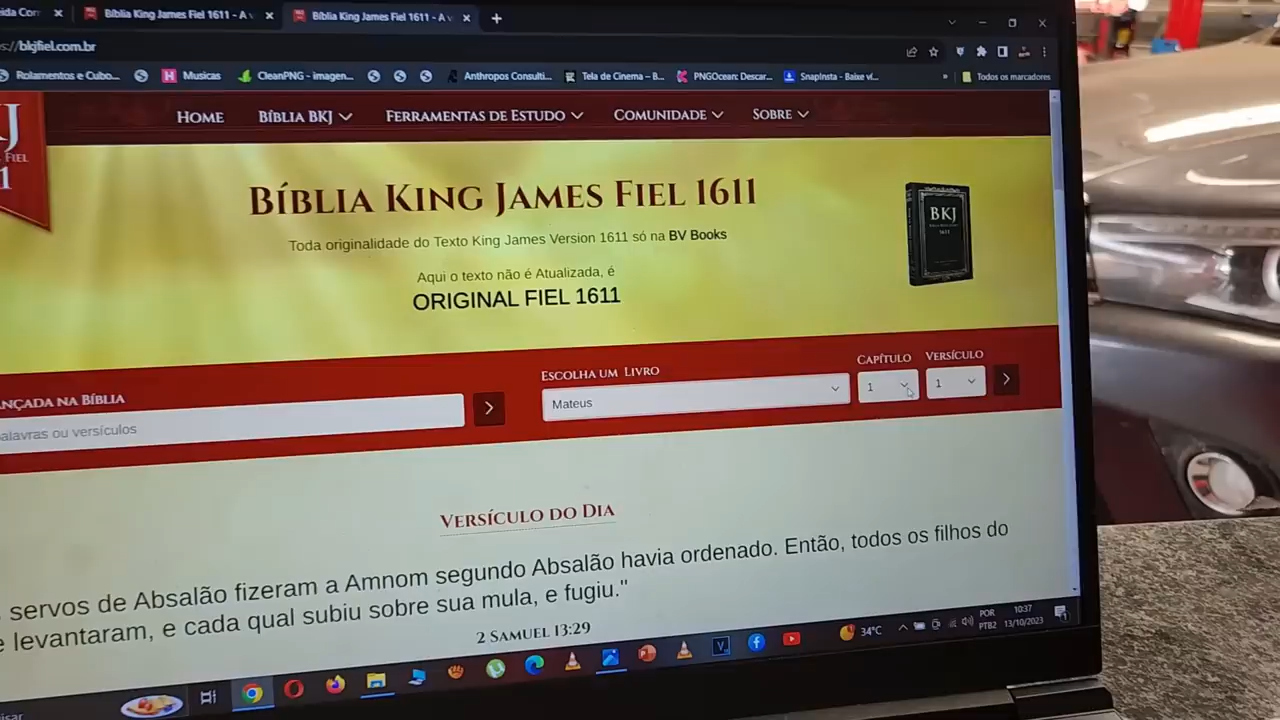 Bíblia King James Fiel 1611 - A v
Bíblia King James Fiel 1611 - A v
bkjfiel.com.br
Rolamentos e Cubo...
Musicas
CleanPNG - imagen...
Anthropos Consulti...
Tela de Cinema – B...
PNGOcean: Descar...
SnapInsta - Baixe ví...
»
Todos os marcadores
FIEL
HOME
BÍBLIA BKJ
FERRAMENTAS DE ESTUDO
COMUNIDADE
SOBRE
BÍBLIA KING JAMES FIEL 1611
Toda originalidade do Texto King James Version 1611 só na BV Books
Aqui o texto não é Atualizada, é
ORIGINAL FIEL 1611
BKJ
1611
NÇADA NA BÍBLIA
alavras ou versículos
ESCOLHA UM LIVRO
Mateus
CAPÍTULO
1
VERSÍCULO
1
VERSÍCULO DO DIA
servos de Absalão fizeram a Amnom segundo Absalão havia ordenado. Então, todos os filhos do
e levantaram, e cada qual subiu sobre sua mula, e fugiu."
2 SAMUEL 13:29
34°C
POR
PTB2
10:37
13/10/2023